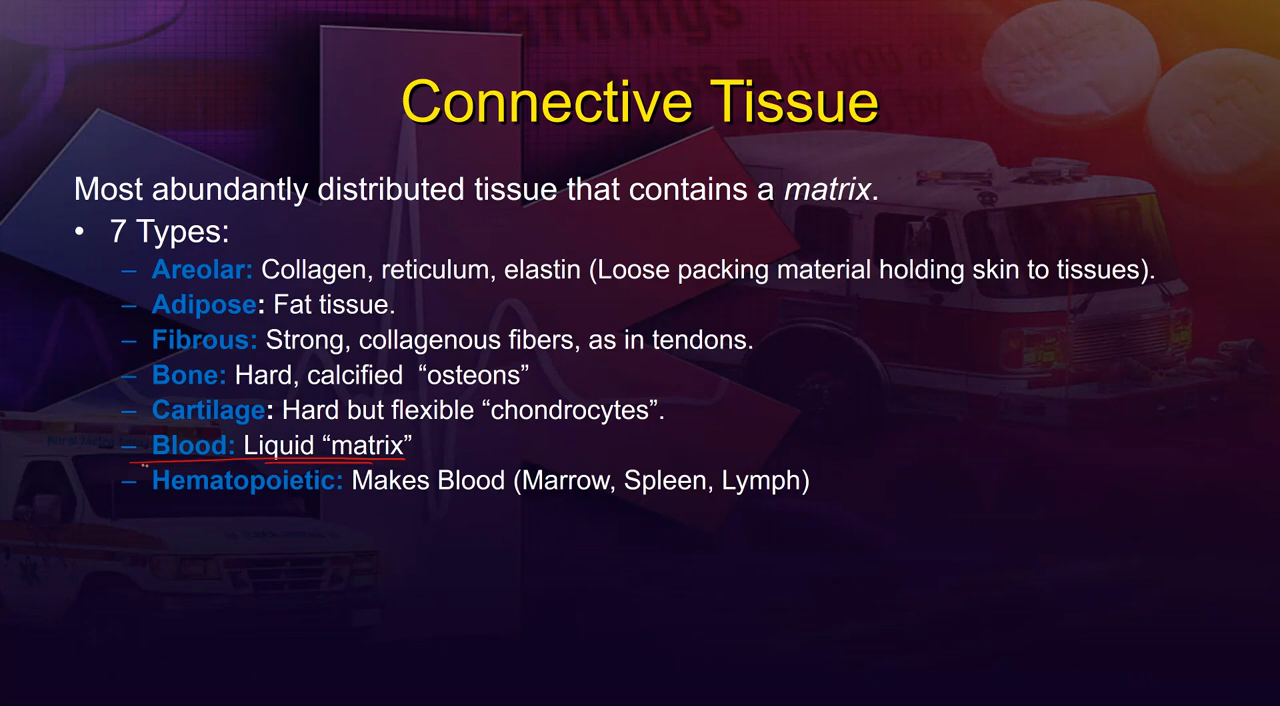 Connective Tissue
Most abundantly distributed tissue that contains a matrix.
• 7 Types:
– Areolar: Collagen, reticulum, elastin (Loose packing material holding skin to tissues).
– Adipose: Fat tissue.
– Fibrous: Strong, collagenous fibers, as in tendons.
– Bone: Hard, calcified “osteons”
– Cartilage: Hard but flexible “chondrocytes”.
– Blood: Liquid “matrix”
– Hematopoietic: Makes Blood (Marrow, Spleen, Lymph)